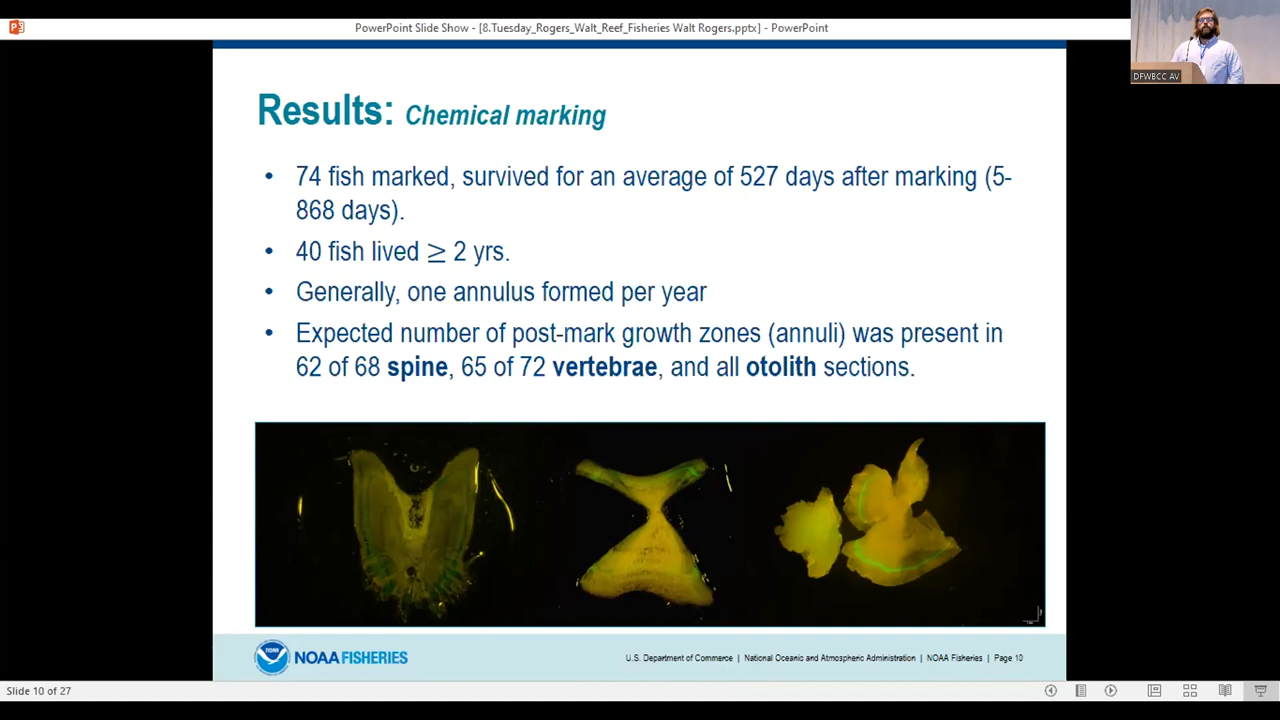 PowerPoint Slide Show - [8.Tuesday_Rogers_Walt_Reef_Fisheries Walt Rogers.pptx] - PowerPoint
DFWBCC AV
Results: Chemical marking
• 74 fish marked, survived for an average of 527 days after marking (5-
868 days).
• 40 fish lived ≥ 2 yrs.
• Generally, one annulus formed per year
• Expected number of post-mark growth zones (annuli) was present in
62 of 68 spine, 65 of 72 vertebrae, and all otolith sections.
NOAA FISHERIES
U.S. Department of Commerce | National Oceanic and Atmospheric Administration | NOAA Fisheries | Page 10
Slide 10 of 27